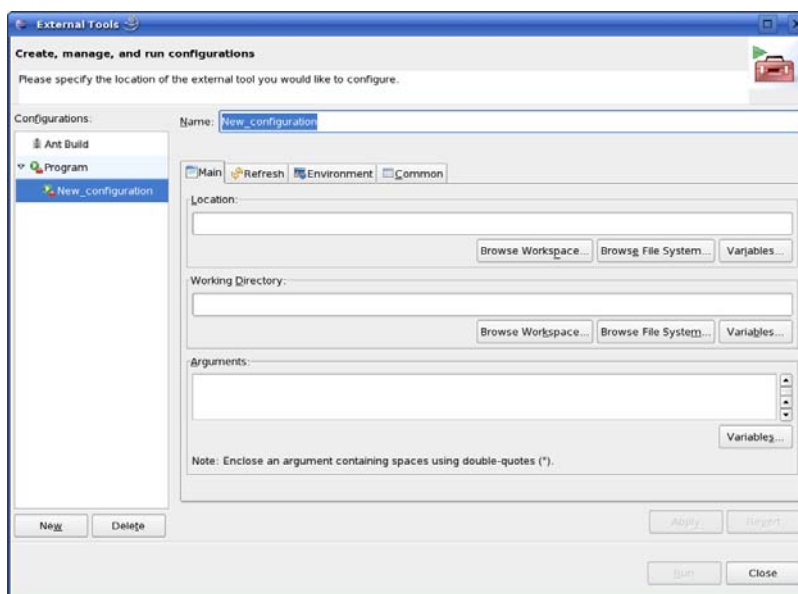 External Tools
Create, manage, and run configurations
Please specify the location of the external tool you would like to configure.
Configurations:
Ant Build
Program
New_configuration
New
Delete
Name: New_configuration
Main Refresh Environment Common
Location:
Browse Workspace... Browse File System... Variables...
Working Directory:
Browse Workspace... Browse File System... Variables...
Arguments:
Variables...
Note: Enclose an argument containing spaces using double-quotes (").
Apply Revert
Run Close